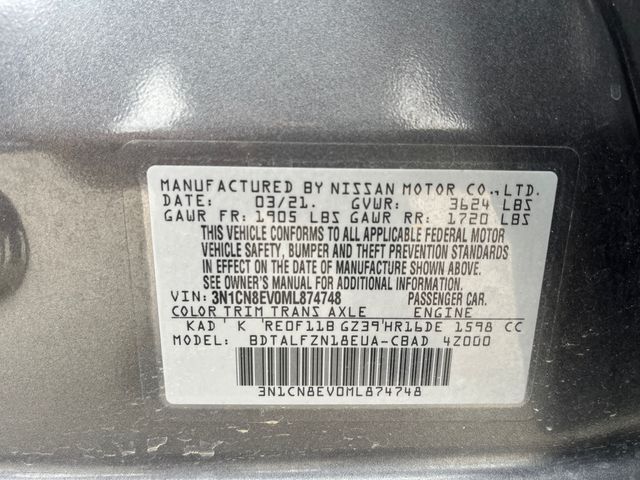 MANUFACTURED BY NISSAN MOTOR CO.,LTD.
DATE: 03/21. GVWR: 3624 LBS
GAWR FR: 1905 LBS GAWR RR: 1720 LBS
THIS VEHICLE CONFORMS TO ALL APPLICABLE FEDERAL MOTOR
VEHICLE SAFETY, BUMPER AND THEFT PREVENTION STANDARDS
IN EFFECT ON THE DATE OF MANUFACTURE SHOWN ABOVE.
SEE OWNER'S MANUAL FOR ADDITIONAL INFORMATION.
VIN: 3N1CN8EV0ML874748 PASSENGER CAR.
COLOR TRIM TRANS AXLE ENGINE
KAD' K 'RE0F11B GZ39'HR16DE 1598 CC
MODEL: BDTALFZN18EUA-CBAD 4Z000
3N1CN8EV0ML874748